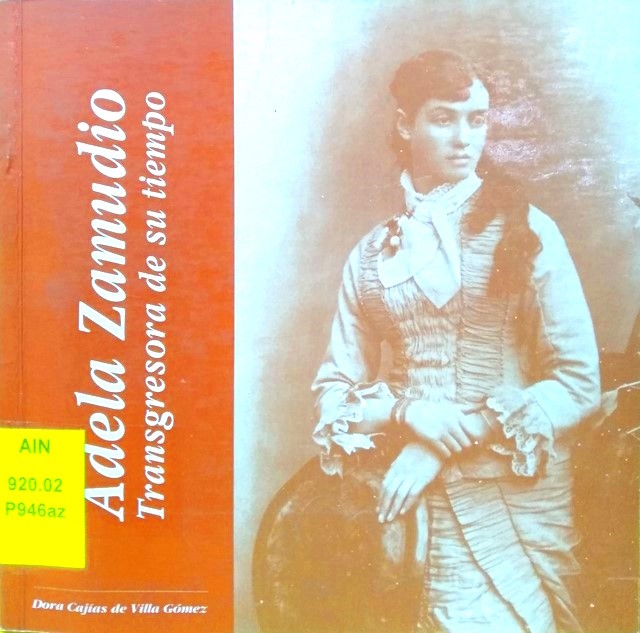 Adela Zamudio
Transgresora de su tiempo
AIN
920.02
P946az
Dora Cajías de Villa Gómez